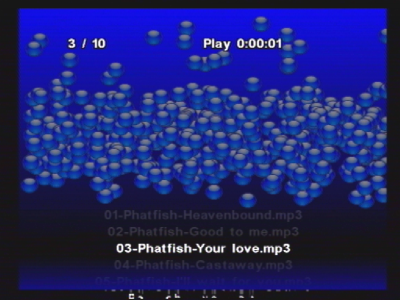 3 / 10 Play 0:00:01
01-Phatfish-Heavenbound.mp3
02-Phatfish-Good to me.mp3
03-Phatfish-Your love.mp3
04-Phatfish-Castaway.mp3